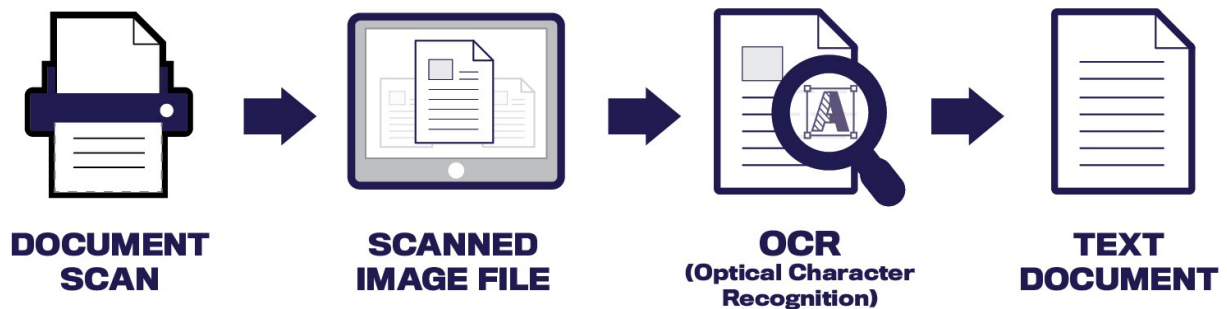 DOCUMENT
SCAN
SCANNED
IMAGE FILE
OCR
(Optical Character
Recognition)
TEXT
DOCUMENT
A